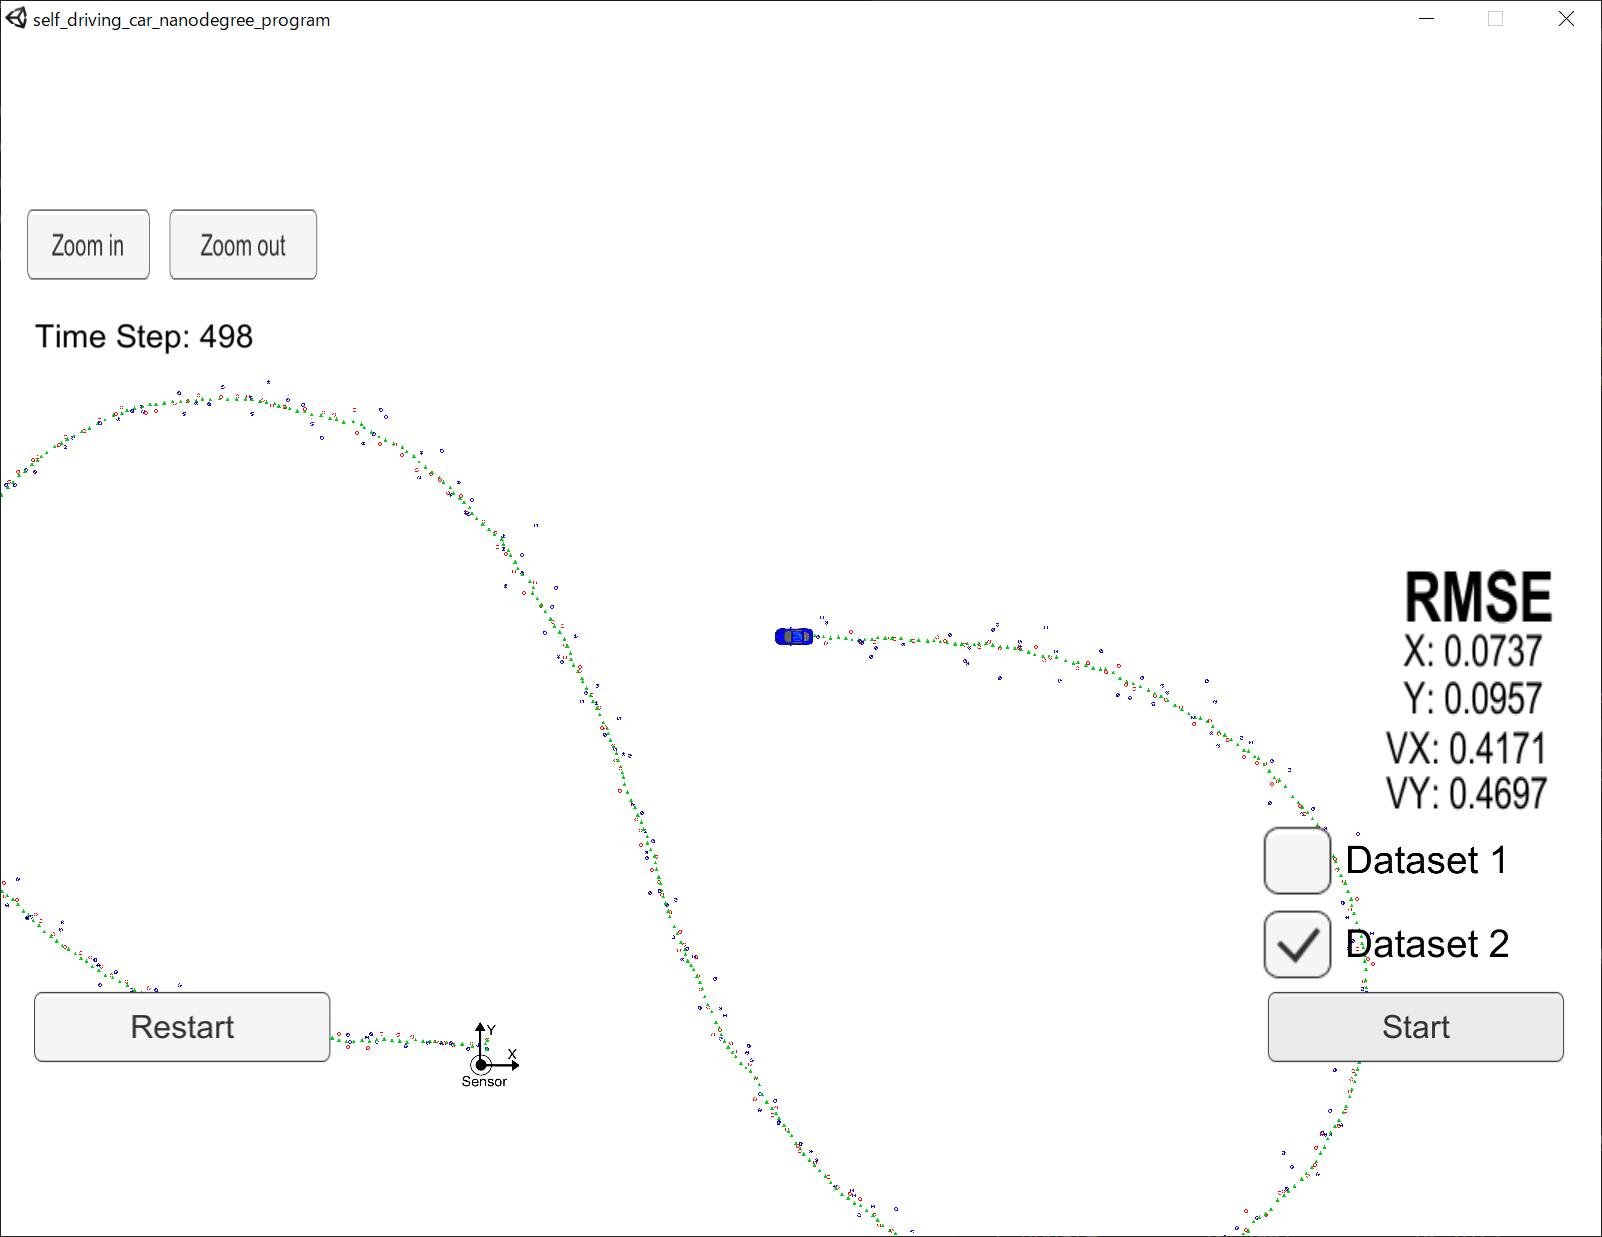 self_driving_car_nanodegree_program
Zoom in
Zoom out
Time Step: 498
RMSE
X: 0.0737
Y: 0.0957
VX: 0.4171
VY: 0.4697
Dataset 1
Dataset 2
Restart
Y
X
Sensor
Start